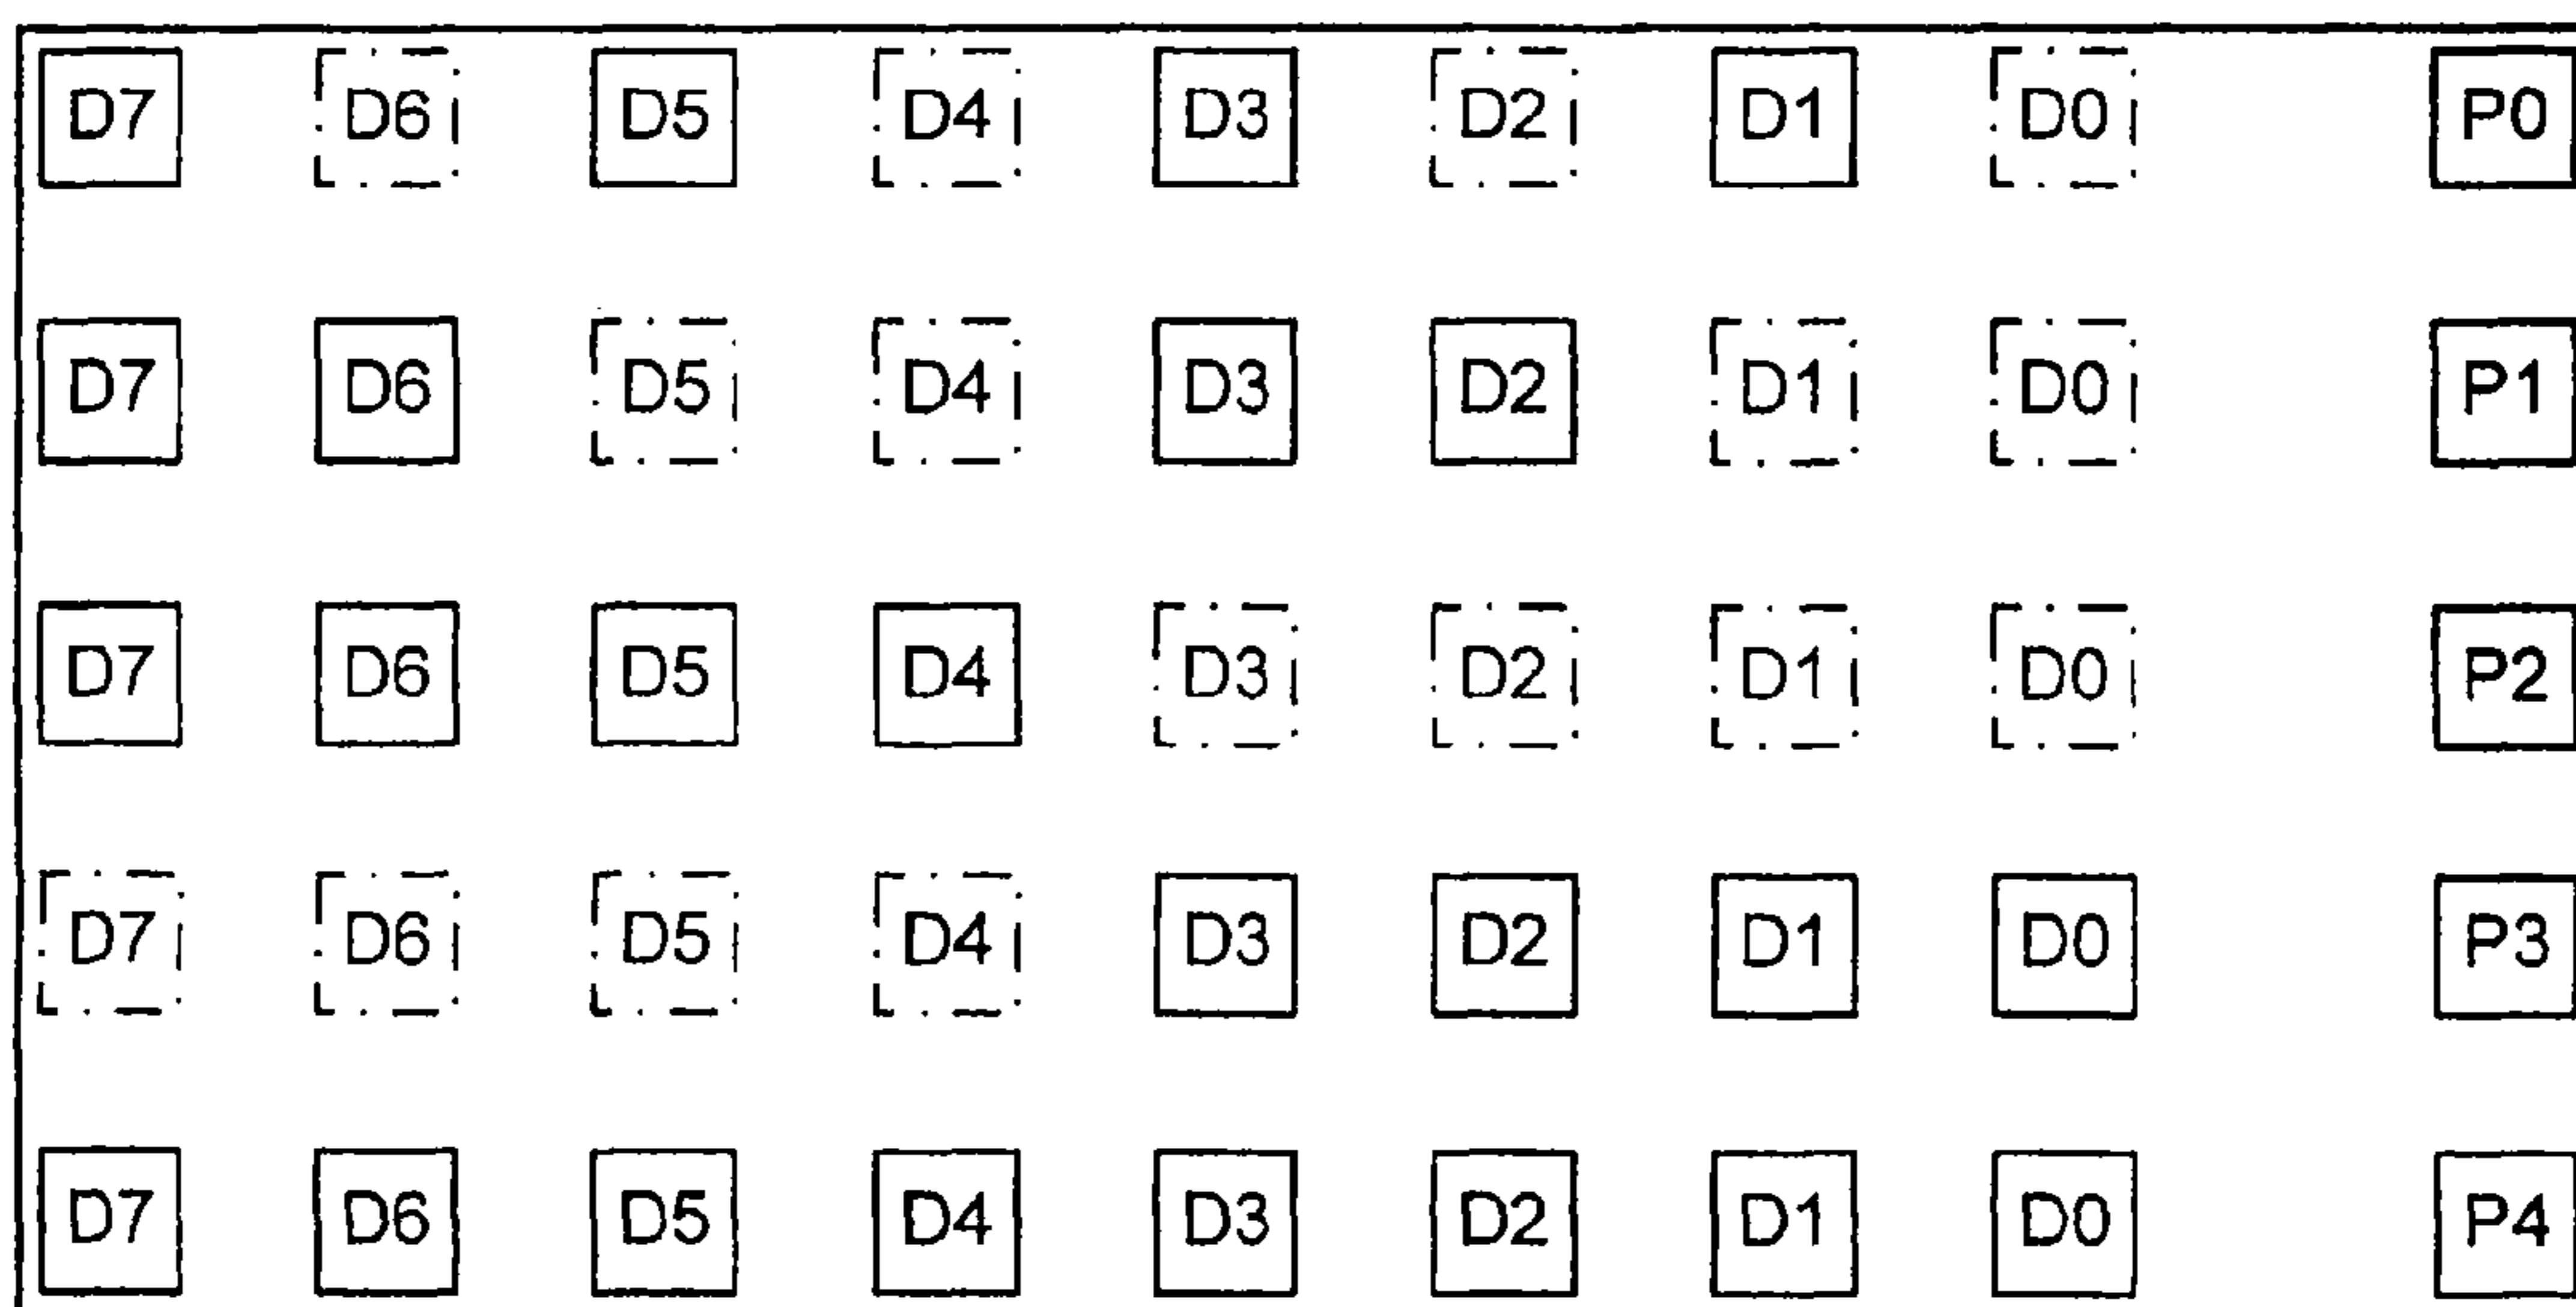 D7 D6 D5 D4 D3 D2 D1 D0 P0
D7 D6 D5 D4 D3 D2 D1 D0 P1
D7 D6 D5 D4 D3 D2 D1 D0 P2
D7 D6 D5 D4 D3 D2 D1 D0 P3
D7 D6 D5 D4 D3 D2 D1 D0 P4